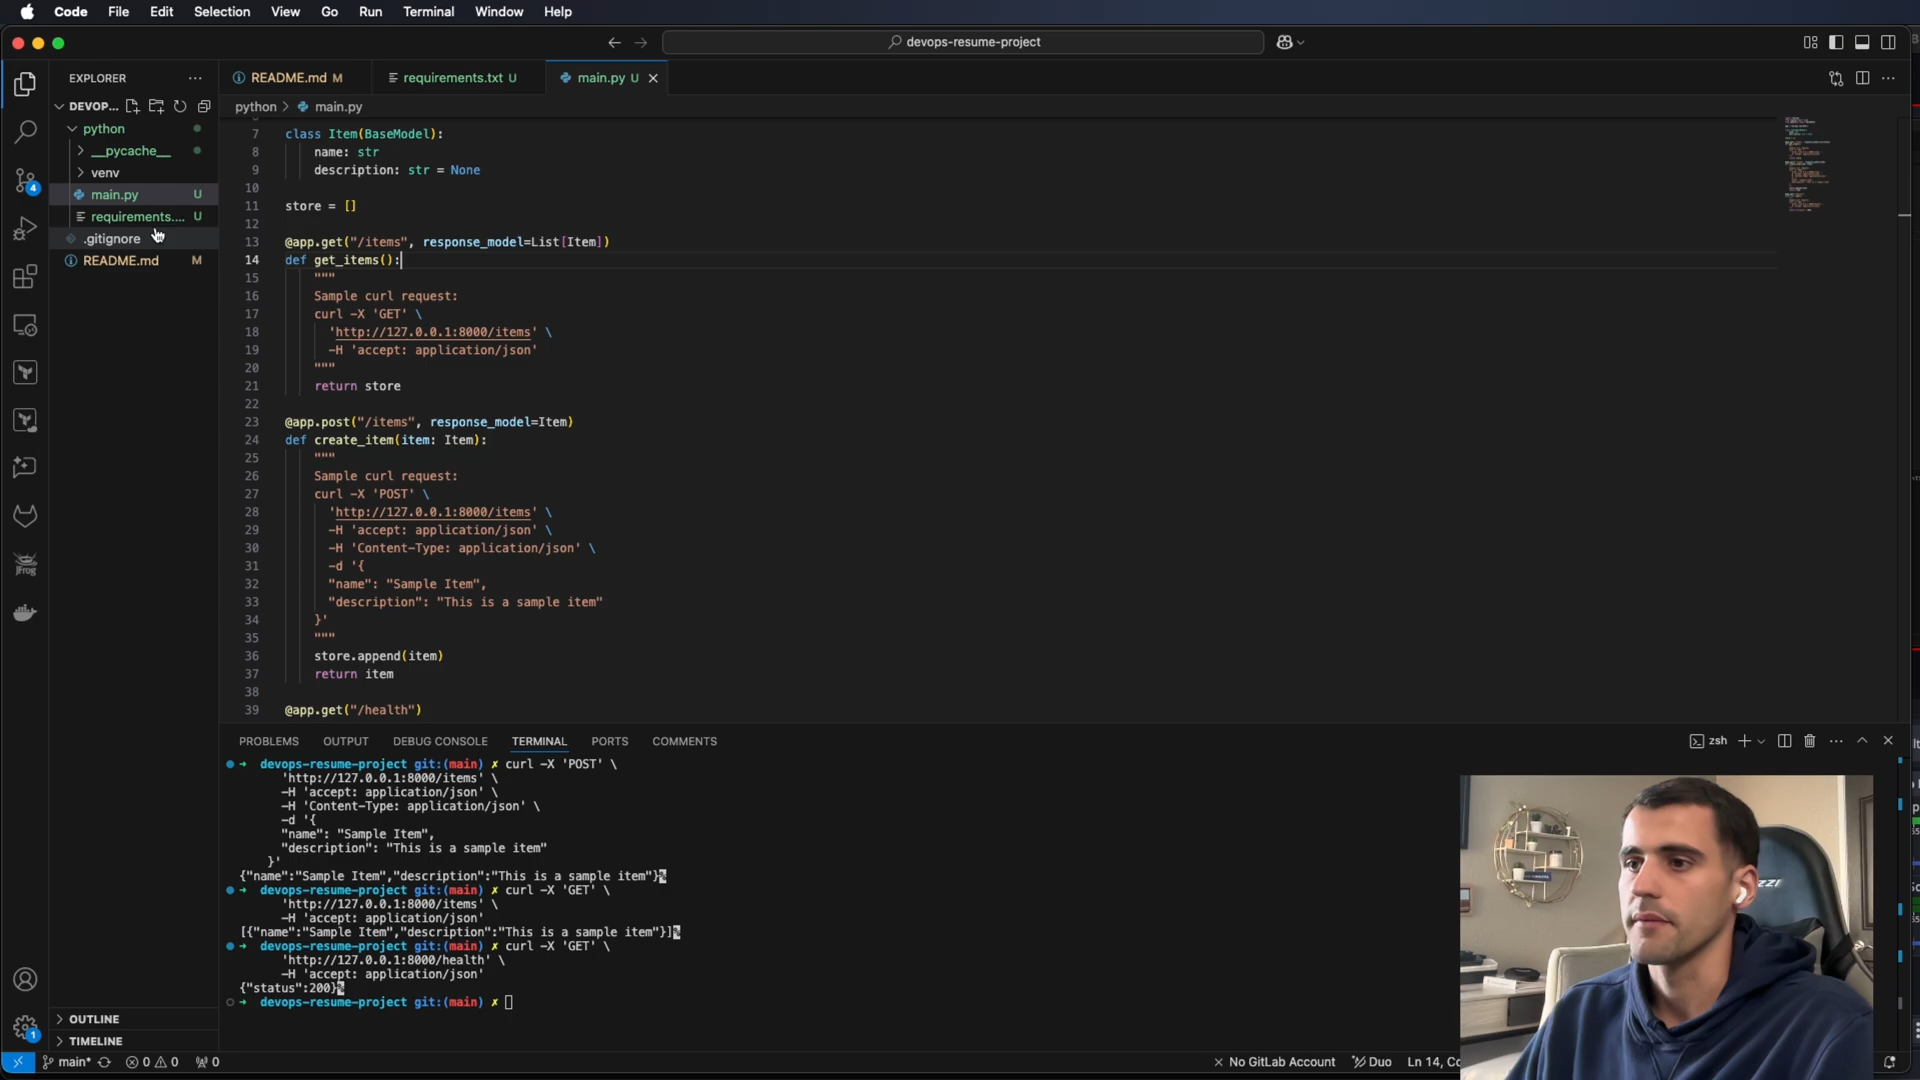 Code File Edit Selection View Go Run Terminal Window Help
devops-resume-project
EXPLORER
DEVOP...
python
__pycache__
venv
main.py U
requirements.... U
.gitignore
README.md M
OUTLINE
TIMELINE
README.md M
requirements.txt U
main.py U
python > main.py
7 class Item(BaseModel):
8 name: str
9 description: str = None
10
11 store = []
12
13 @app.get("/items", response_model=List[Item])
14 def get_items():
15 """
16 Sample curl request:
17 curl -X 'GET' \
18 'http://127.0.0.1:8000/items' \
19 -H 'accept: application/json'
20 """
21 return store
22
23 @app.post("/items", response_model=Item)
24 def create_item(item: Item):
25 """
26 Sample curl request:
27 curl -X 'POST' \
28 'http://127.0.0.1:8000/items' \
29 -H 'accept: application/json' \
30 -H 'Content-Type: application/json' \
31 -d '{
32 "name": "Sample Item",
33 "description": "This is a sample item"
34 }'
35 """
36 store.append(item)
37 return item
38
39 @app.get("/health")
PROBLEMS OUTPUT DEBUG CONSOLE TERMINAL PORTS COMMENTS
zsh
➜ devops-resume-project git:(main) ✗ curl -X 'POST' \
'http://127.0.0.1:8000/items' \
-H 'accept: application/json' \
-H 'Content-Type: application/json' \
-d '{
"name": "Sample Item",
"description": "This is a sample item"
}'
{"name":"Sample Item","description":"This is a sample item"}%
➜ devops-resume-project git:(main) ✗ curl -X 'GET' \
'http://127.0.0.1:8000/items' \
-H 'accept: application/json'
[{"name":"Sample Item","description":"This is a sample item"}]%
➜ devops-resume-project git:(main) ✗ curl -X 'GET' \
'http://127.0.0.1:8000/health' \
-H 'accept: application/json'
{"status":200}%
➜ devops-resume-project git:(main) ✗
4
JFrog
1
main* 0 0 0
No GitLab Account Duo Ln 14,